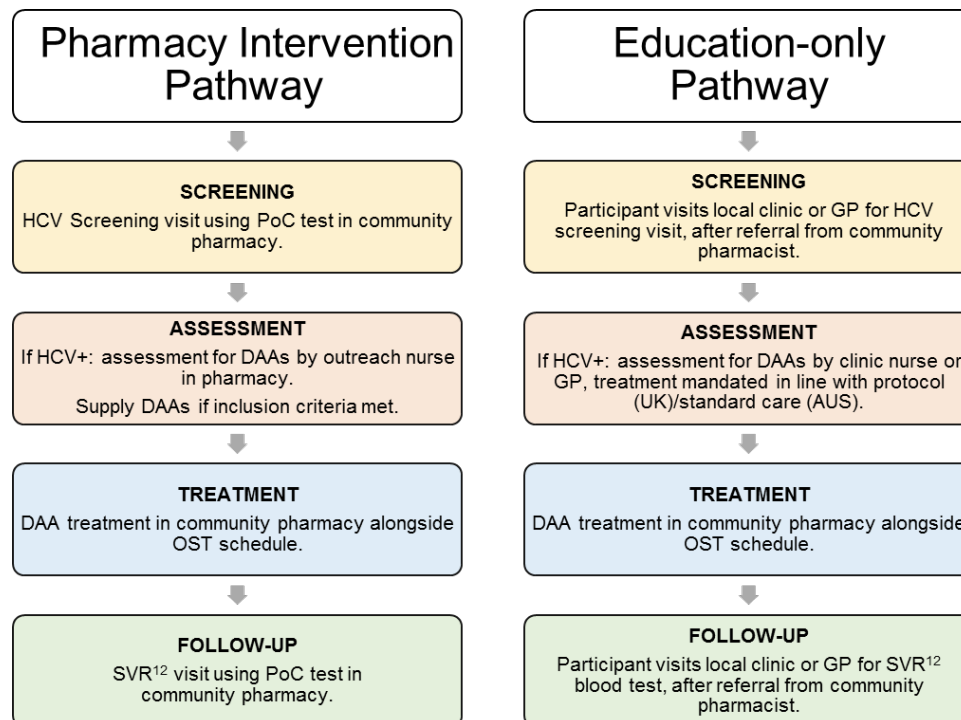 Pharmacy Intervention
Pathway
SCREENING
HCV Screening visit using PoC test in community
pharmacy.
ASSESSMENT
If HCV+: assessment for DAAs by outreach nurse
in pharmacy.
Supply DAAs if inclusion criteria met.
TREATMENT
DAA treatment in community pharmacy alongside
OST schedule.
FOLLOW-UP
SVR¹² visit using PoC test in
community pharmacy.
Education-only
Pathway
SCREENING
Participant visits local clinic or GP for HCV
screening visit, after referral from community
pharmacist.
ASSESSMENT
If HCV+: assessment for DAAs by clinic nurse or
GP, treatment mandated in line with protocol
(UK)/standard care (AUS).
TREATMENT
DAA treatment in community pharmacy alongside
OST schedule.
FOLLOW-UP
Participant visits local clinic or GP for SVR¹²
blood test, after referral from community
pharmacist.